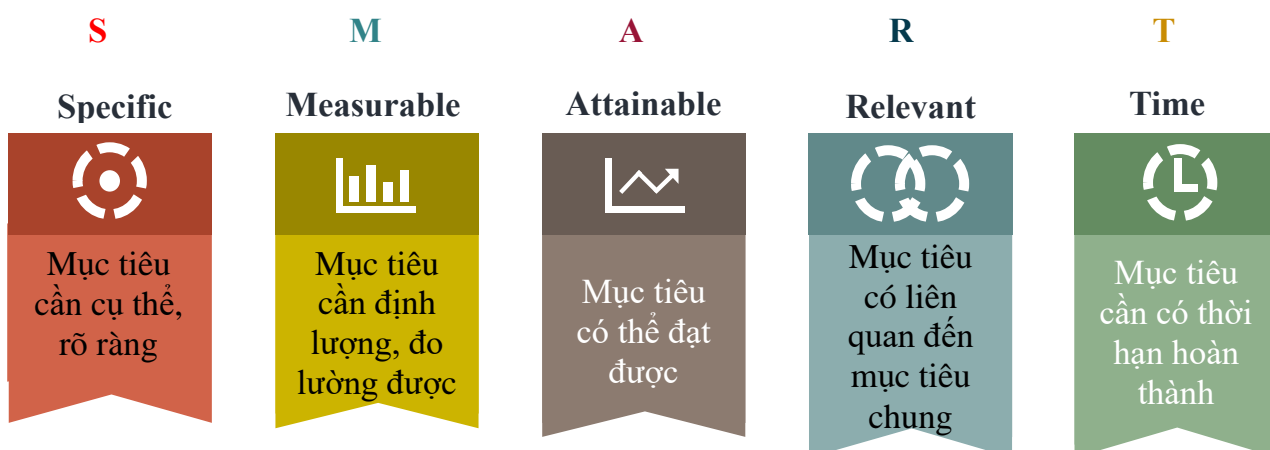 S
M
A
R
T
Specific
Measurable
Attainable
Relevant
Time
Mục tiêu
cần cụ thể,
rõ ràng
Mục tiêu
cần định
lượng, đo
lường được
Mục tiêu
có thể đạt
được
Mục tiêu
có liên
quan đến
mục tiêu
chung
Mục tiêu
cần có thời
hạn hoàn
thành